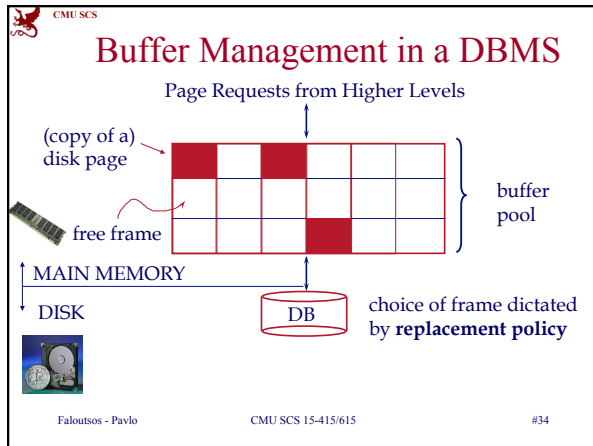 CMU SCS
Buffer Management in a DBMS
Page Requests from Higher Levels
(copy of a)
disk page
buffer
pool
free frame
MAIN MEMORY
DISK
DB
choice of frame dictated
by replacement policy
Faloutsos - Pavlo
CMU SCS 15-415/615
#34